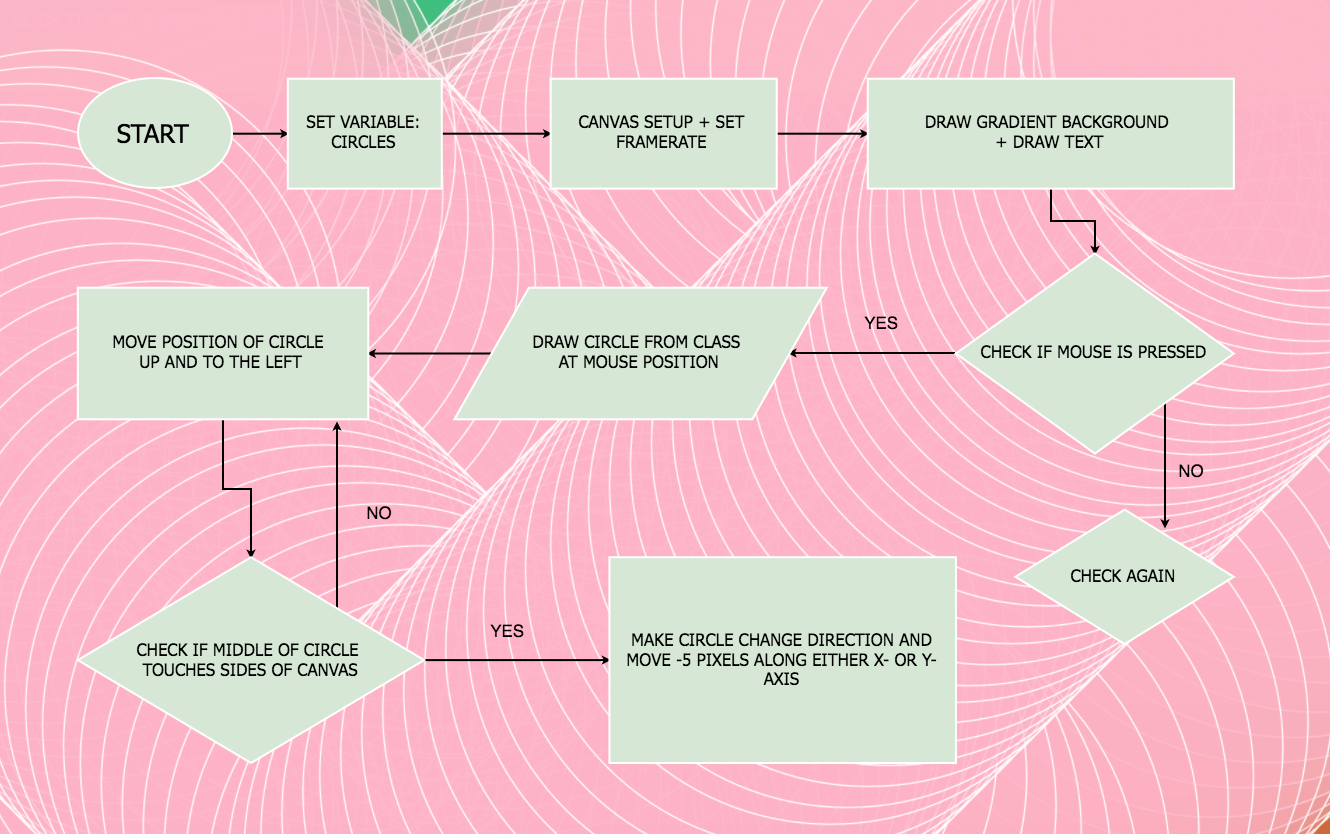 START
SET VARIABLE:
CIRCLES
CANVAS SETUP + SET
FRAMERATE
DRAW GRADIENT BACKGROUND
+ DRAW TEXT
MOVE POSITION OF CIRCLE
UP AND TO THE LEFT
DRAW CIRCLE FROM CLASS
AT MOUSE POSITION
YES
CHECK IF MOUSE IS PRESSED
NO
NO
CHECK AGAIN
CHECK IF MIDDLE OF CIRCLE
TOUCHES SIDES OF CANVAS
YES
MAKE CIRCLE CHANGE DIRECTION AND
MOVE -5 PIXELS ALONG EITHER X- OR Y-
AXIS